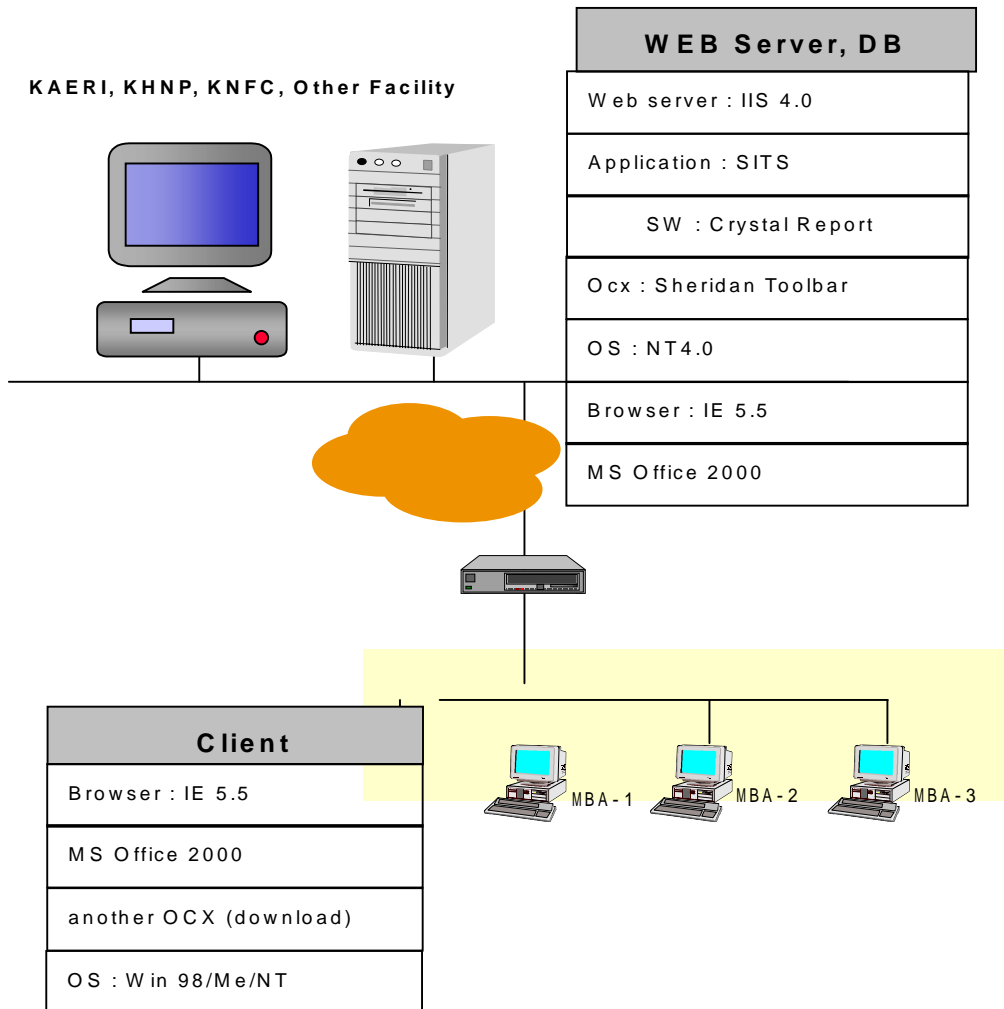 WEB Server, DB
KAERI, KHNP, KNFC, Other Facility
Web server : IIS 4.0
Application : SITS
SW : Crystal Report
Ocx : Sheridan Toolbar
OS : NT4.0
Browser : IE 5.5
MS Office 2000
Client
Browser : IE 5.5
MS Office 2000
another OCX (download)
OS : Win 98/Me/NT
MBA-1
MBA-2
MBA-3